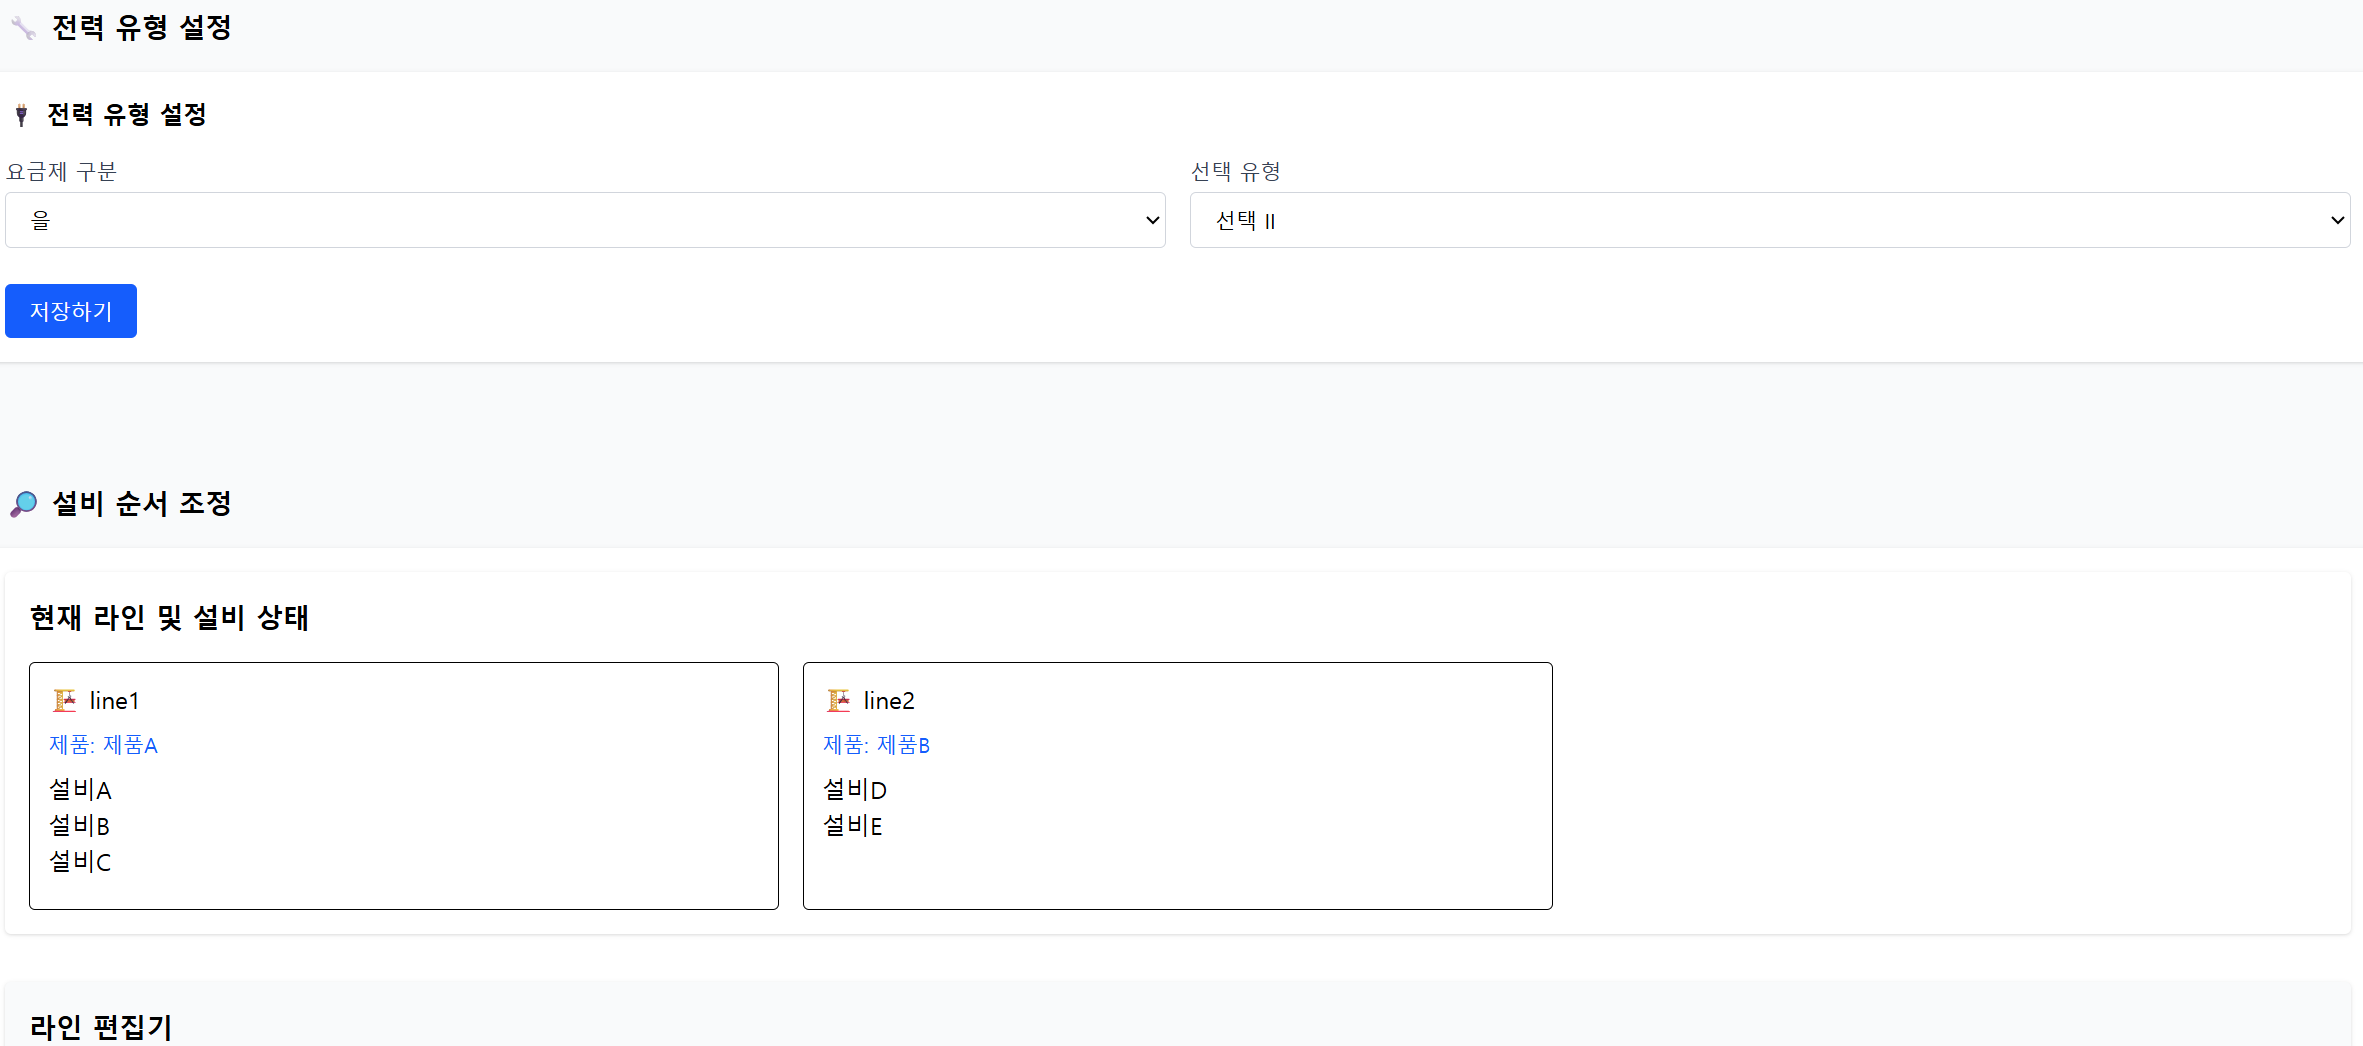 전력 유형 설정
전력 유형 설정
요금제 구분
선택 유형
을
선택 II
저장하기
설비 순서 조정
현재 라인 및 설비 상태
line1
제품: 제품A
설비A
설비B
설비C
line2
제품: 제품B
설비D
설비E
라인 편집기